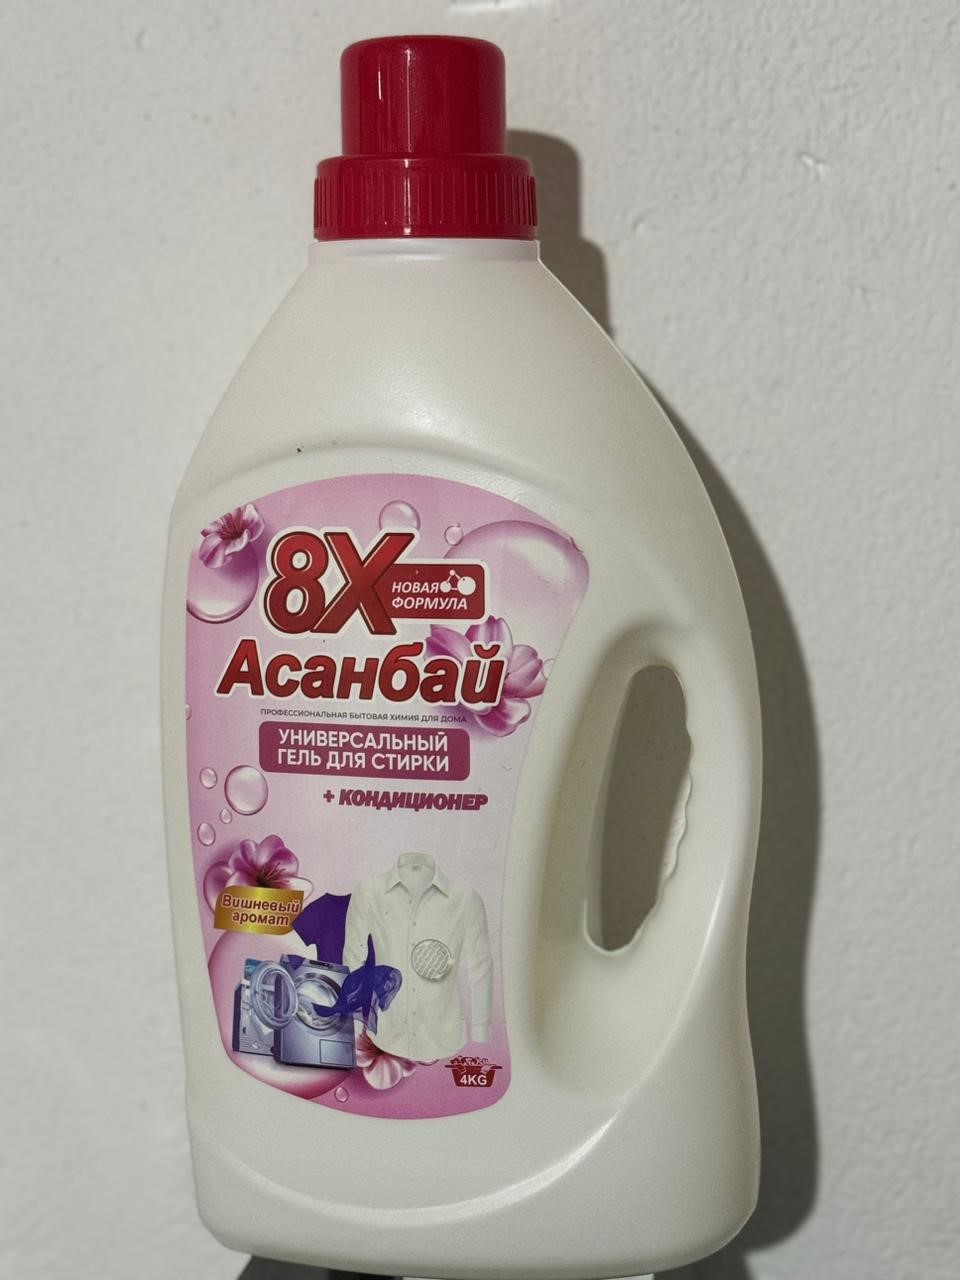 8X
НОВАЯ
ФОРМУЛА
Асанбай
ПРОФЕССИОНАЛЬНАЯ БЫТОВАЯ ХИМИЯ ДЛЯ ДОМА
УНИВЕРСАЛЬНЫЙ
ГЕЛЬ ДЛЯ СТИРКИ
+ КОНДИЦИОНЕР
Вишневый
аромат
4KG